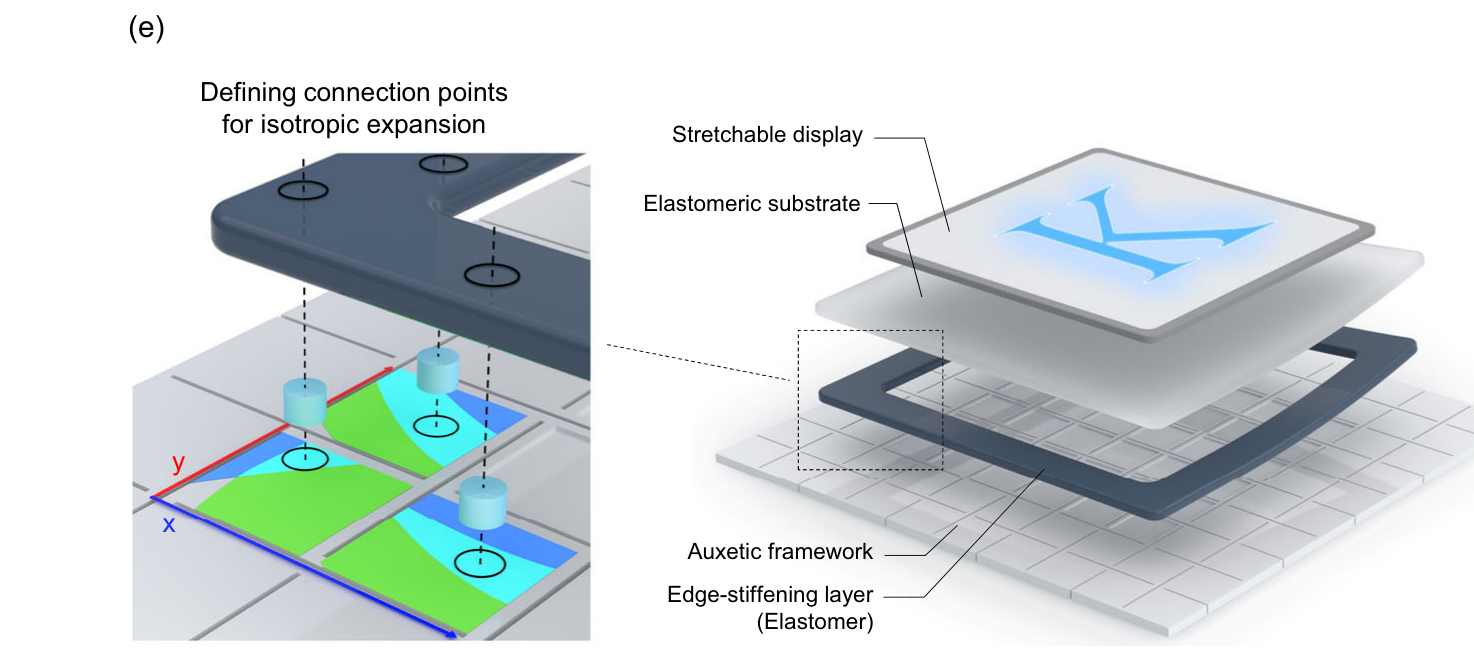 (e)
Defining connection points
for isotropic expansion
y
x
Stretchable display
Elastomeric substrate
K
Auxetic framework
Edge-stiffening layer
(Elastomer)